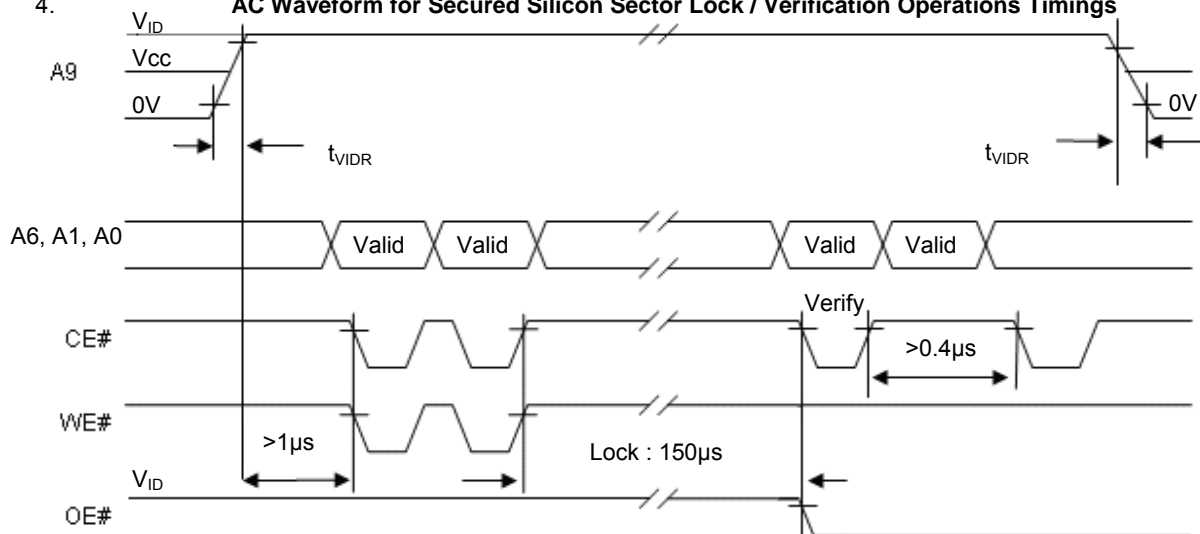 4. AC Waveform for Secured Silicon Sector Lock / Verification Operations Timings
VID
Vcc
A9
0V
0V
tVIDR
tVIDR
A6, A1, A0
Valid
Valid
Valid
Valid
Verify
CE#
>0.4μs
WE#
>1μs
Lock : 150μs
VID
OE#